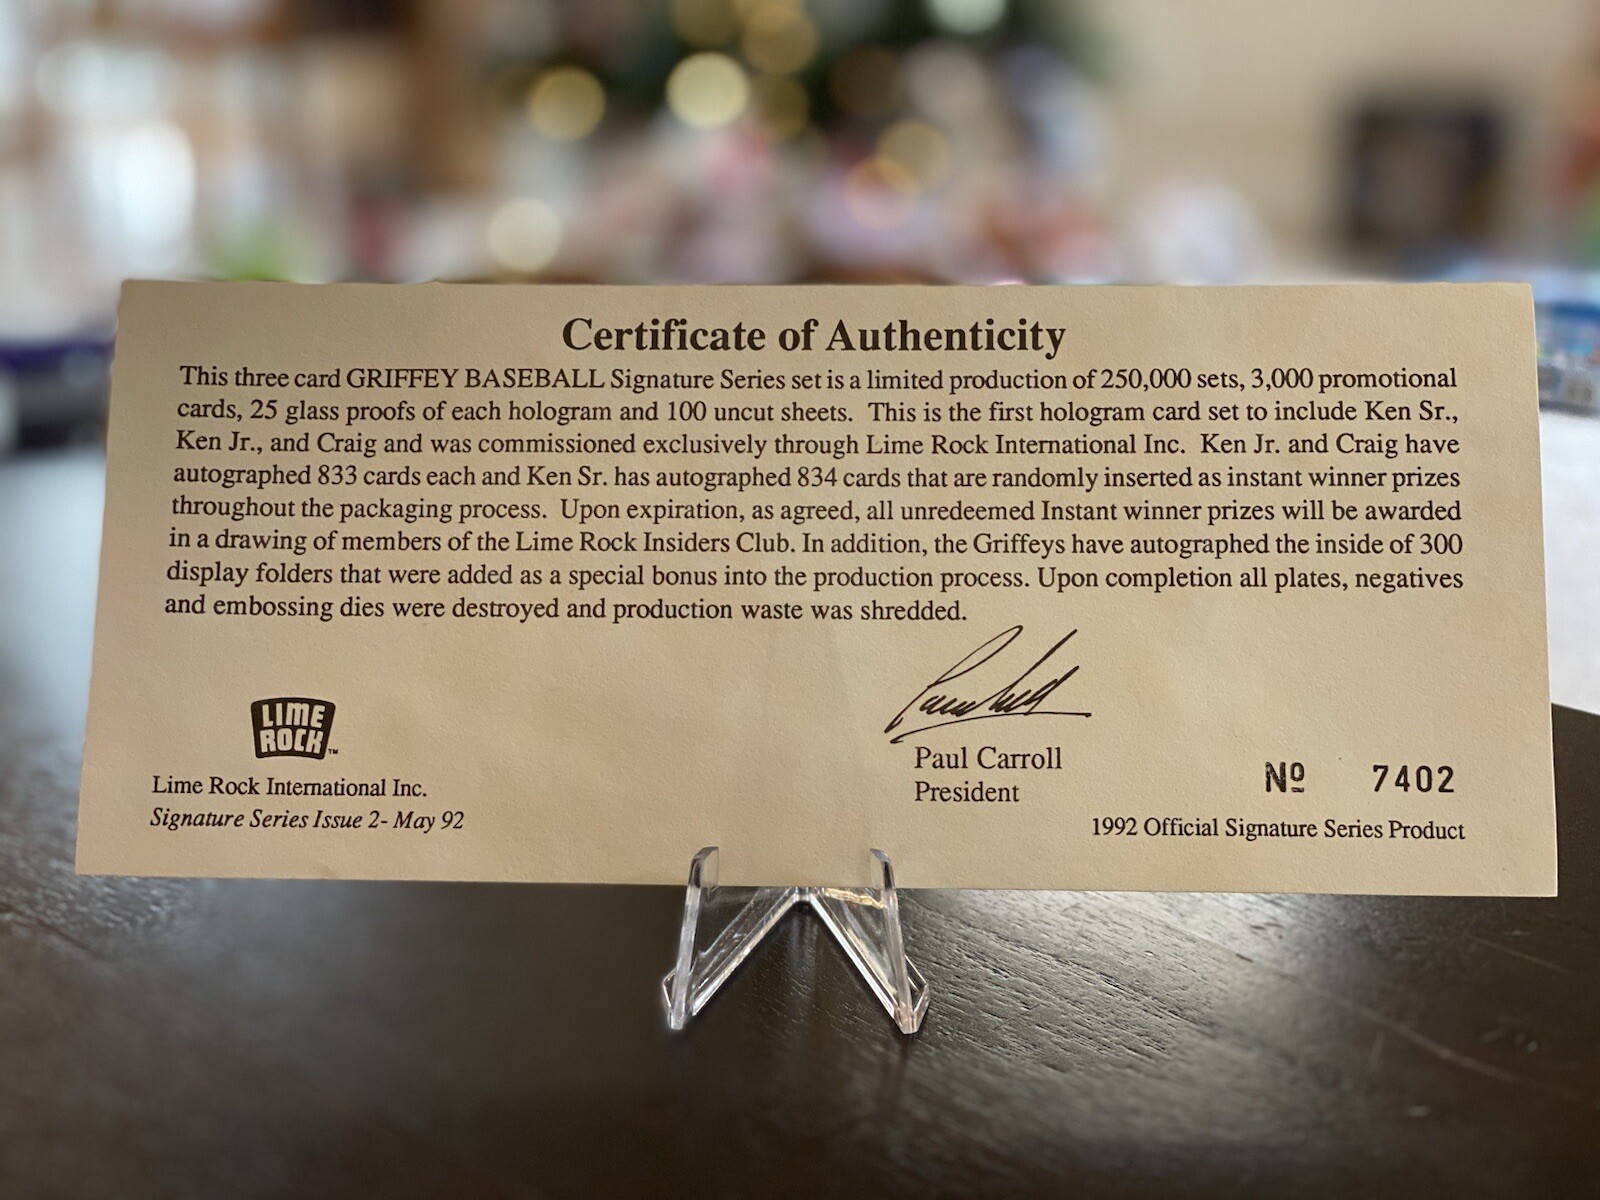 Certificate of Authenticity
This three card GRIFFEY BASEBALL Signature Series set is a limited production of 250,000 sets, 3,000 promotional
cards, 25 glass proofs of each hologram and 100 uncut sheets.  This is the first hologram card set to include Ken Sr.,
Ken Jr., and Craig and was commissioned exclusively through Lime Rock International Inc.  Ken Jr. and Craig have
autographed 833 cards each and Ken Sr. has autographed 834 cards that are randomly inserted as instant winner prizes
throughout the packaging process.  Upon expiration, as agreed, all unredeemed Instant winner prizes will be awarded
in a drawing of members of the Lime Rock Insiders Club. In addition, the Griffeys have autographed the inside of 300
display folders that were added as a special bonus into the production process. Upon completion all plates, negatives
and embossing dies were destroyed and production waste was shredded.
LIME
ROCK™
Lime Rock International Inc.
Signature Series Issue 2- May 92
Paul Carroll
President
Nº 7402
1992 Official Signature Series Product